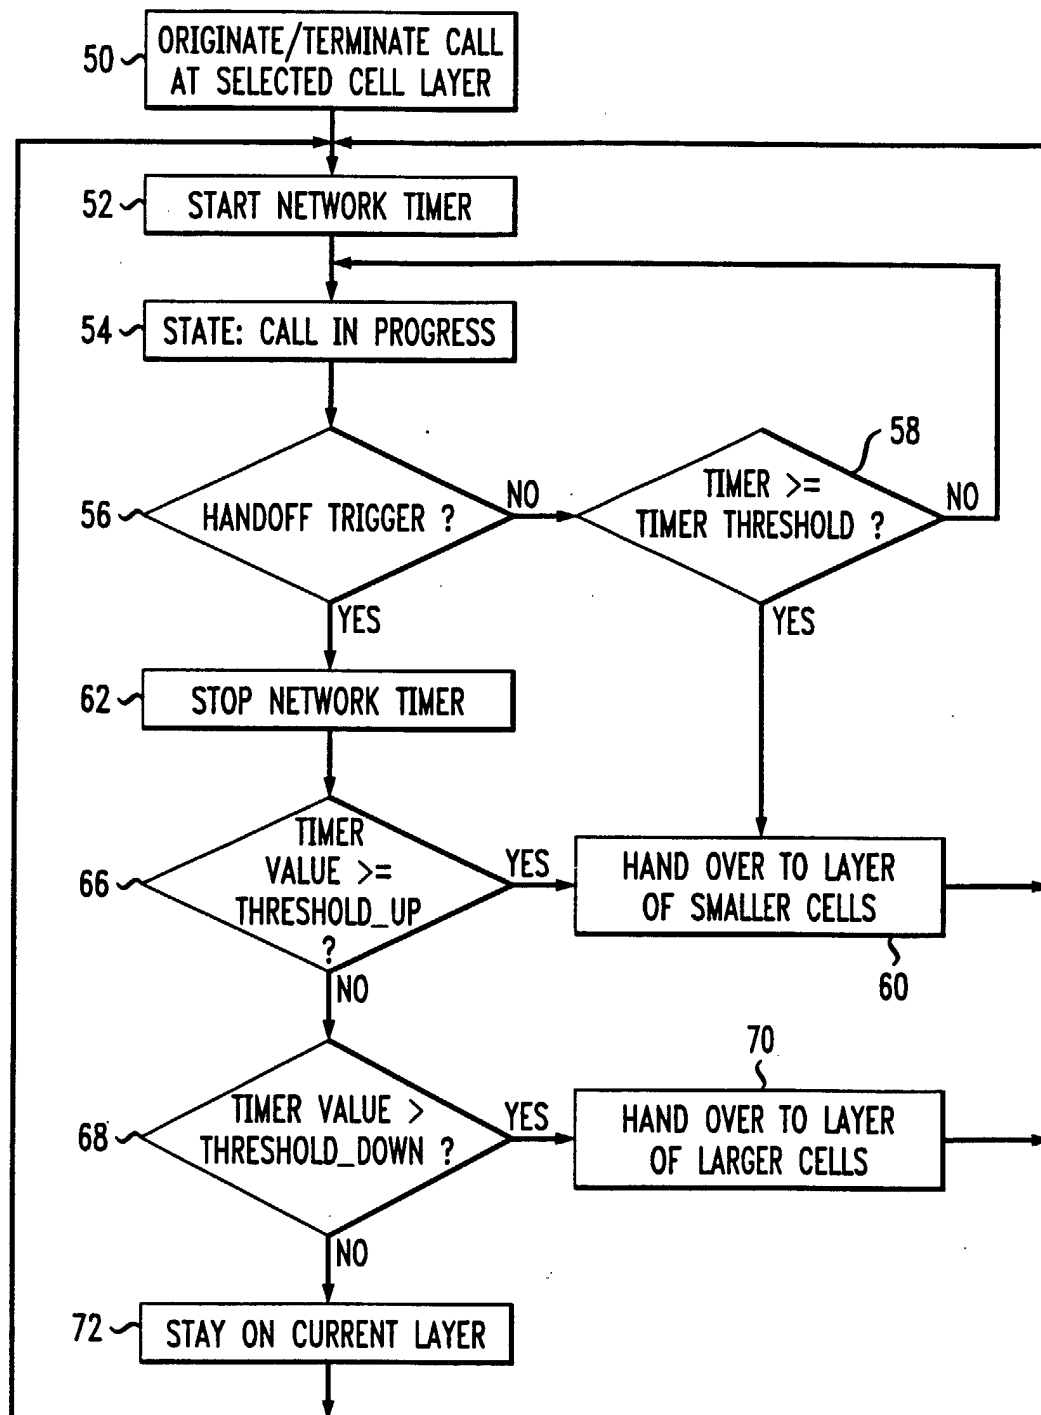 50
ORIGINATE/TERMINATE CALL
AT SELECTED CELL LAYER
52
START NETWORK TIMER
54
STATE: CALL IN PROGRESS
56
HANDOFF TRIGGER ?
NO
58
TIMER >=
TIMER THRESHOLD ?
NO
YES
YES
62
STOP NETWORK TIMER
66
TIMER
VALUE >=
THRESHOLD_UP
?
YES
HAND OVER TO LAYER
OF SMALLER CELLS
60
NO
68
TIMER VALUE >
THRESHOLD_DOWN ?
YES
70
HAND OVER TO LAYER
OF LARGER CELLS
NO
72
STAY ON CURRENT LAYER